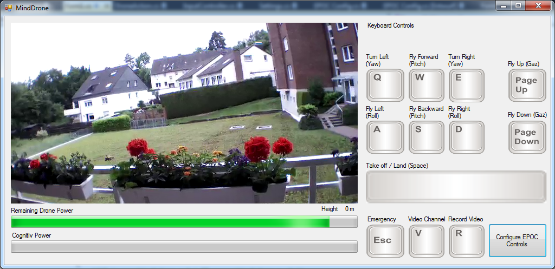 MindDrone
Keyboard Controls
Turn Left (Yaw)
Fly Forward (Pitch)
Turn Right (Yaw)
Fly Up (Gaz)
Q
W
E
Page Up
Fly Left (Roll)
Fly Backward (Pitch)
Fly Right (Roll)
Fly Down (Gaz)
A
S
D
Page Down
Take off / Land (Space)
Remaining Drone Power
Height: 0 m
Cognitiv Power
Emergency
Video Channel
Record Video
Esc
V
R
Configure EPOC Controls